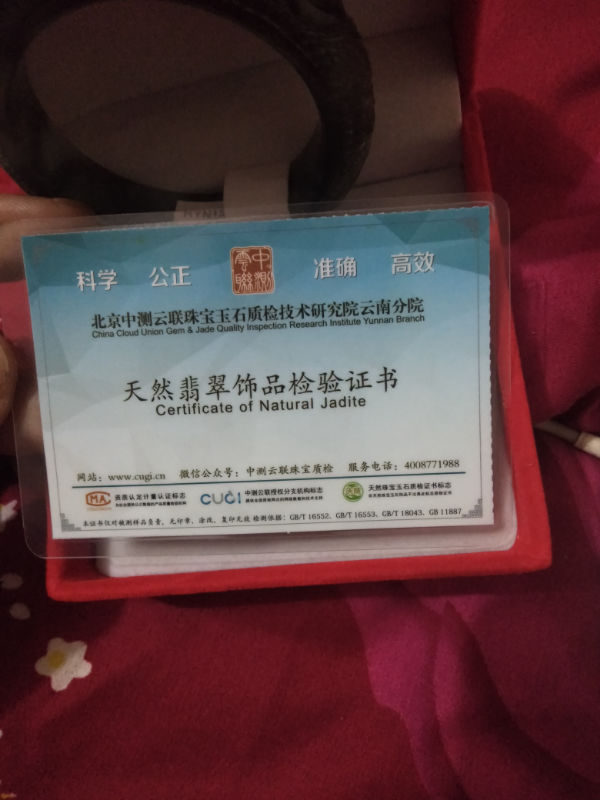 科学 公正 雲中聯測 准确 高效
北京中测云联珠宝玉石质检技术研究院云南分院
China Cloud Union Gem & Jade Quality Inspection Research Institute Yunnan Branch
天然翡翠饰品检验证书
Certificate of Natural Jadite
网站：www.cugi.cn 微信公众号：中测云联珠宝质检 服务电话：4008771988
MA 资质认定计量认证标志
CUGI 中测云联授权分支机构标志
天然珠宝玉石质检证书标志
本证书仅对被测样品负责，无印章、涂改、复印无效 检测依据：GB/T 16552、GB/T 16553、GB/T 18043、GB 11887